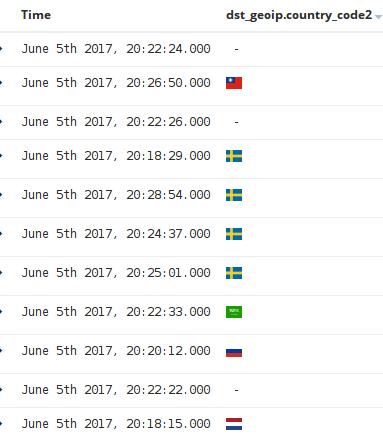 Time dst_geoip.country_code2
June 5th 2017, 20:22:24.000 -
June 5th 2017, 20:26:50.000
June 5th 2017, 20:22:26.000 -
June 5th 2017, 20:18:29.000
June 5th 2017, 20:28:54.000
June 5th 2017, 20:24:37.000
June 5th 2017, 20:25:01.000
June 5th 2017, 20:22:33.000
June 5th 2017, 20:20:12.000
June 5th 2017, 20:22:22.000 -
June 5th 2017, 20:18:15.000